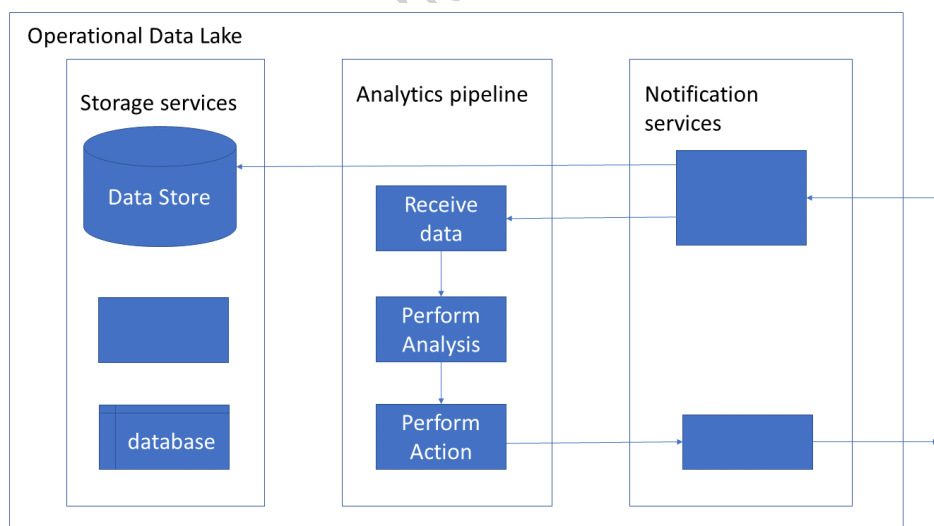 Operational Data Lake
Storage services
Data Store
database
Analytics pipeline
Receive
data
Perform
Analysis
Perform
Action
Notification
services